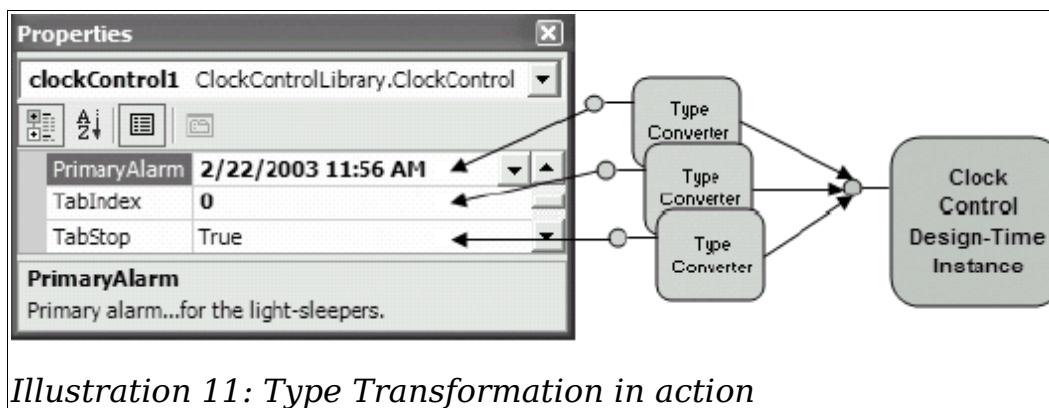 Properties
clockControl1 ClockControlLibrary.ClockControl
A
Z
PrimaryAlarm 2/22/2003 11:56 AM
TabIndex 0
TabStop True
PrimaryAlarm
Primary alarm...for the light-sleepers.
Type
Converter
Type
Converter
Type
Converter
Clock
Control
Design-Time
Instance
Illustration 11: Type Transformation in action